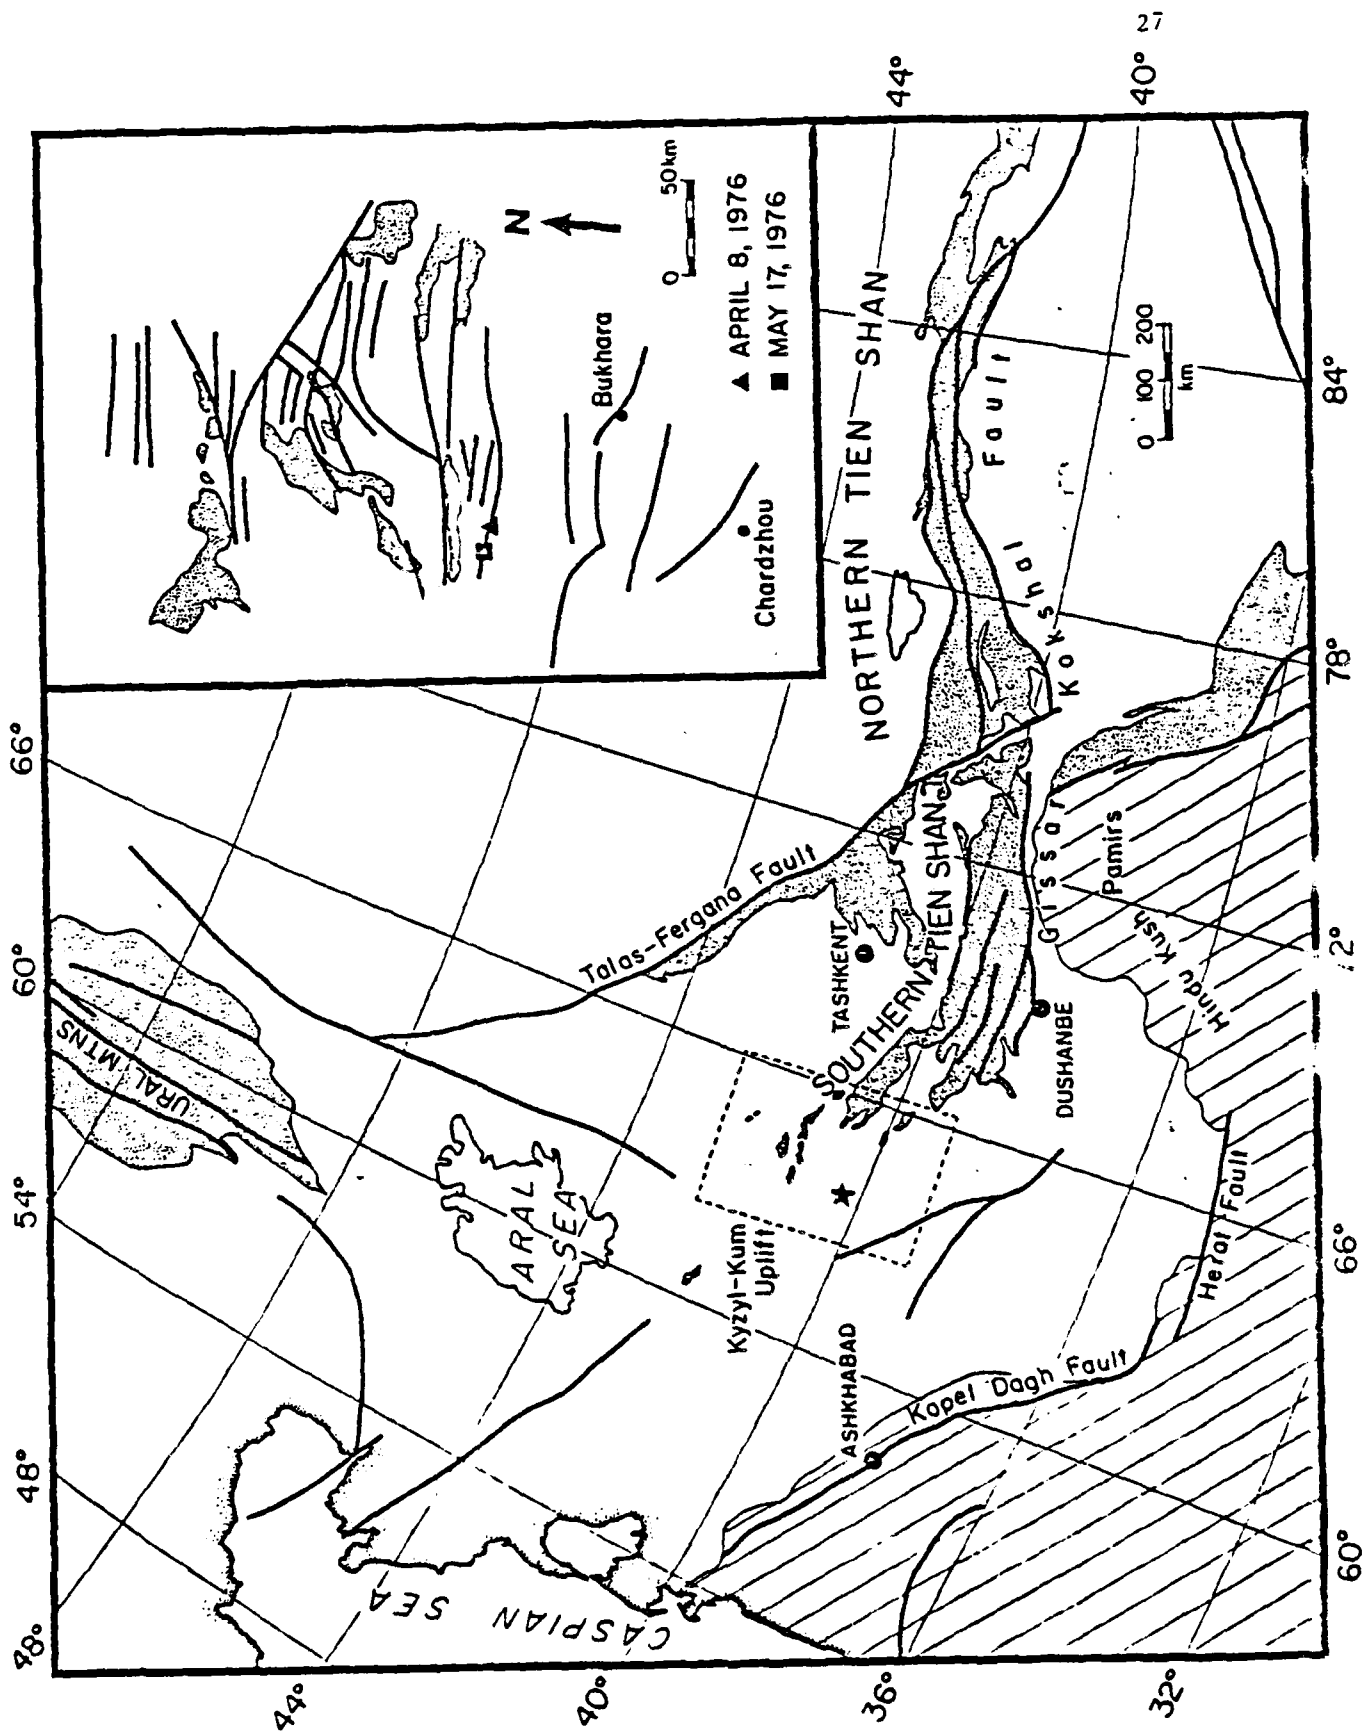 27
48°
48°
54°
60°
66°
44°
40°
36°
32°
44°
40°
60°
66°
2°
78°
84°
URAL MTNS
ARAL
SEA
CASPIAN
SEA
Talas-Fergana Fault
Kyzyl-Kum
Uplift
TASHKENT
SOUTHERN TIEN SHAN
NORTHERN TIEN SHAN
Kokshal
Fault
Gissar
Pamirs
Hindu Kush
DUSHANBE
Herat Fault
ASHKHABAD
Kopel Dagh Fault
0 100 200
km
N
0 50km
▲ APRIL 8, 1976
■ MAY 17, 1976
Bukhara
Chardzhou